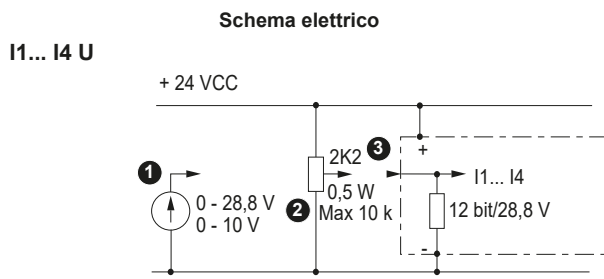 Schema elettrico
I1... I4 U
+ 24 VCC
1
0 - 28,8 V
0 - 10 V
2K2
0,5 W
2
Max 10 k
3
+
I1... I4
12 bit/28,8 V
-